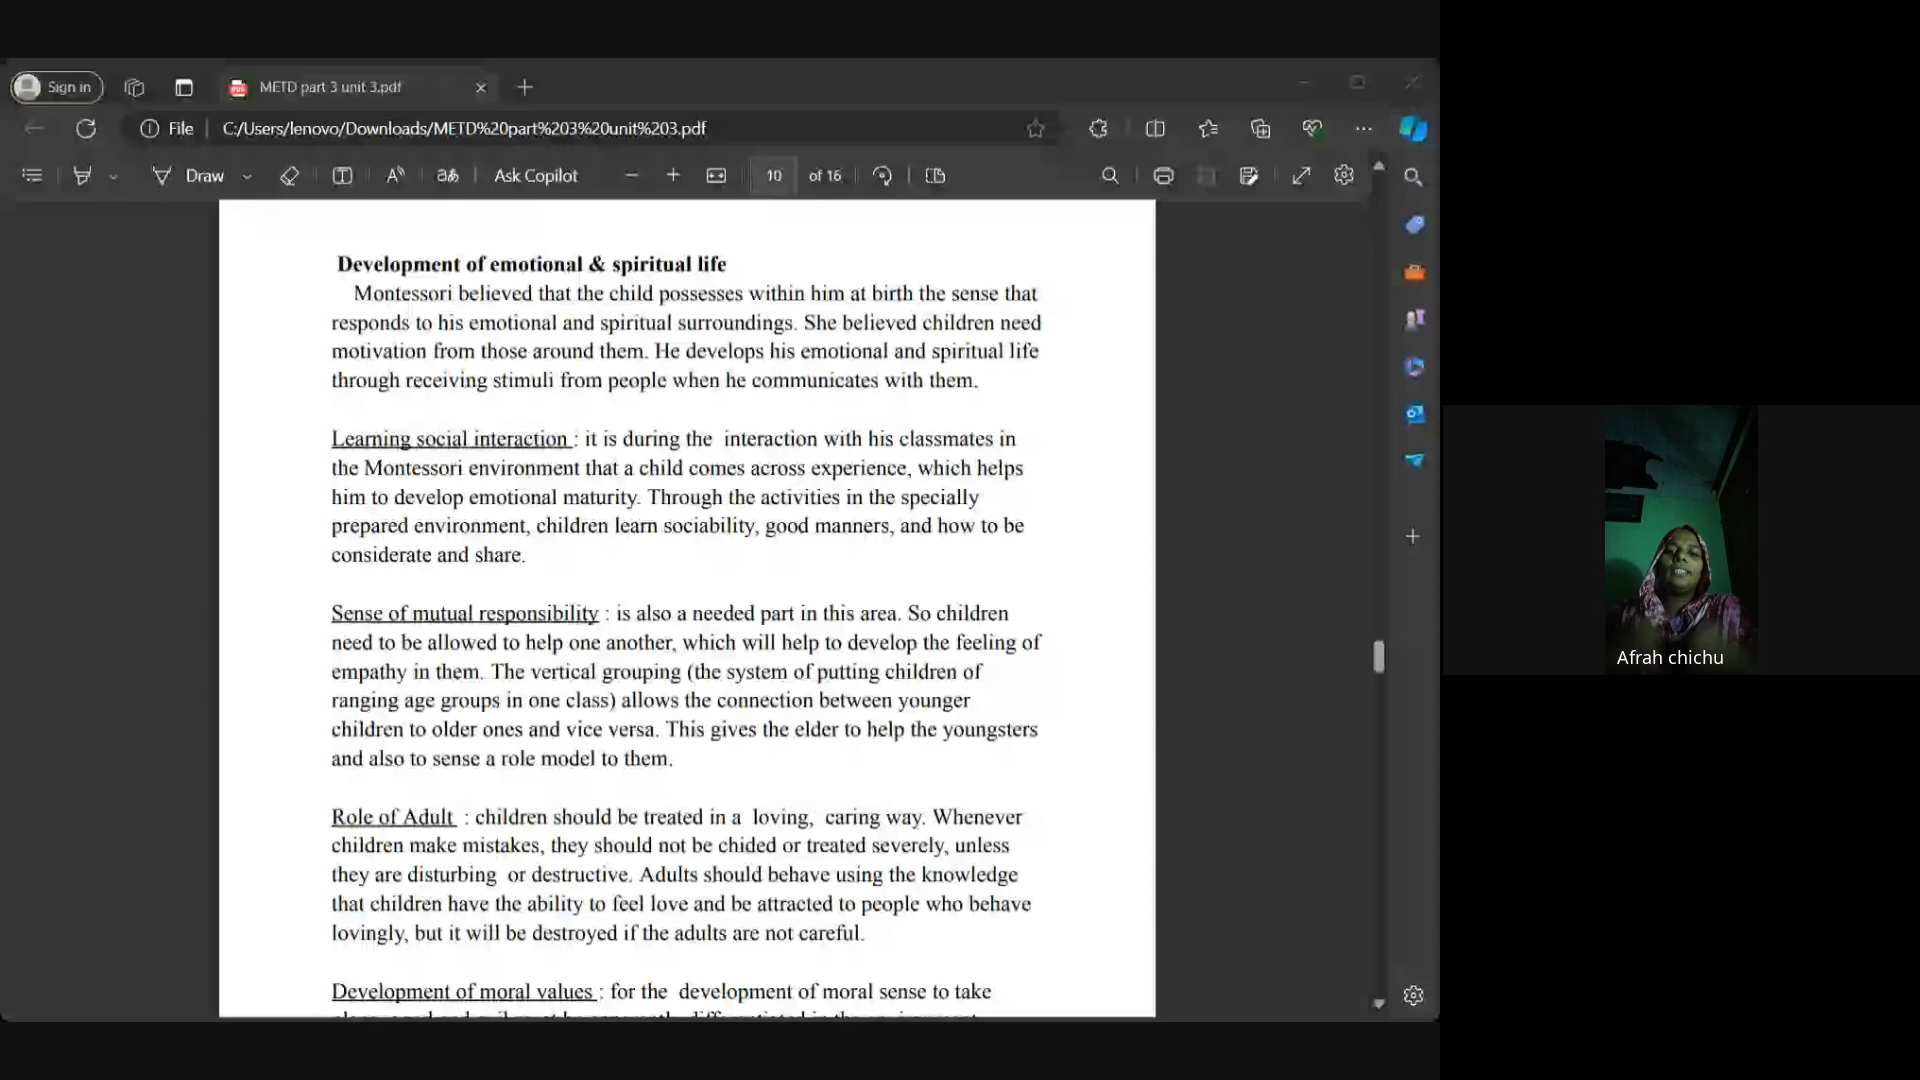 Sign in
METD part 3 unit 3.pdf
File
C:/Users/lenovo/Downloads/METD%20part%203%20unit%203.pdf
Draw
Ask Copilot
10
of 16
Development of emotional & spiritual life
Montessori believed that the child possesses within him at birth the sense that
responds to his emotional and spiritual surroundings. She believed children need
motivation from those around them. He develops his emotional and spiritual life
through receiving stimuli from people when he communicates with them.
Learning social interaction : it is during the interaction with his classmates in
the Montessori environment that a child comes across experience, which helps
him to develop emotional maturity. Through the activities in the specially
prepared environment, children learn sociability, good manners, and how to be
considerate and share.
Sense of mutual responsibility : is also a needed part in this area. So children
need to be allowed to help one another, which will help to develop the feeling of
empathy in them. The vertical grouping (the system of putting children of
ranging age groups in one class) allows the connection between younger
children to older ones and vice versa. This gives the elder to help the youngsters
and also to sense a role model to them.
Role of Adult : children should be treated in a loving, caring way. Whenever
children make mistakes, they should not be chided or treated severely, unless
they are disturbing or destructive. Adults should behave using the knowledge
that children have the ability to feel love and be attracted to people who behave
lovingly, but it will be destroyed if the adults are not careful.
Development of moral values : for the development of moral sense to take
Afrah chichu